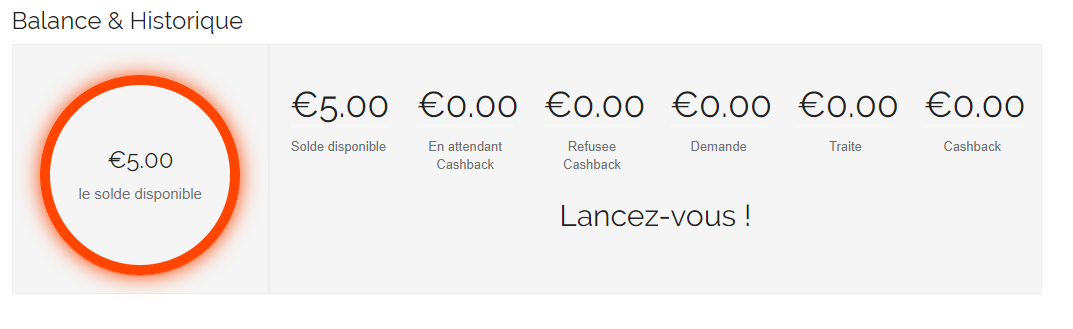 Balance & Historique
€5.00
le solde disponible
€5.00 €0.00 €0.00 €0.00 €0.00 €0.00
Solde disponible En attendant Refusee Demande Traite Cashback
Cashback Cashback
Lancez-vous !